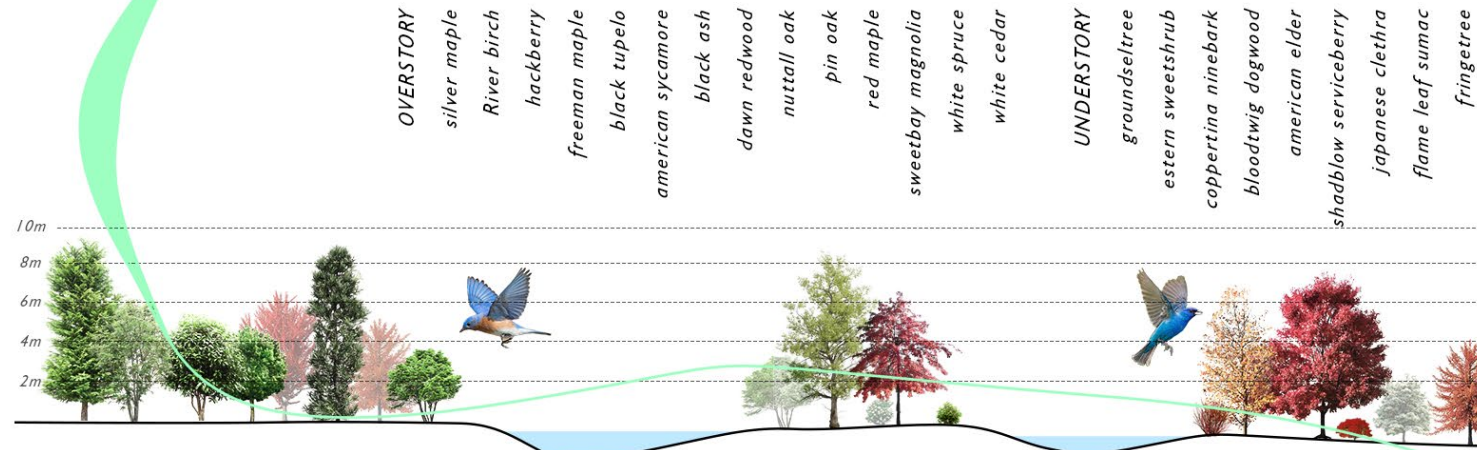 OVERSTORY
silver maple
River birch
hackberry
freeman maple
black tupelo
american sycamore
black ash
dawn redwood
nuttall oak
pin oak
red maple
sweetbay magnolia
white spruce
white cedar
UNDERSTORY
groundseltree
estern sweetshrub
coppertina ninebark
bloodtwig dogwood
american elder
shadblow serviceberry
japanese clethra
flame leaf sumac
fringetree
10m
8m
6m
4m
2m